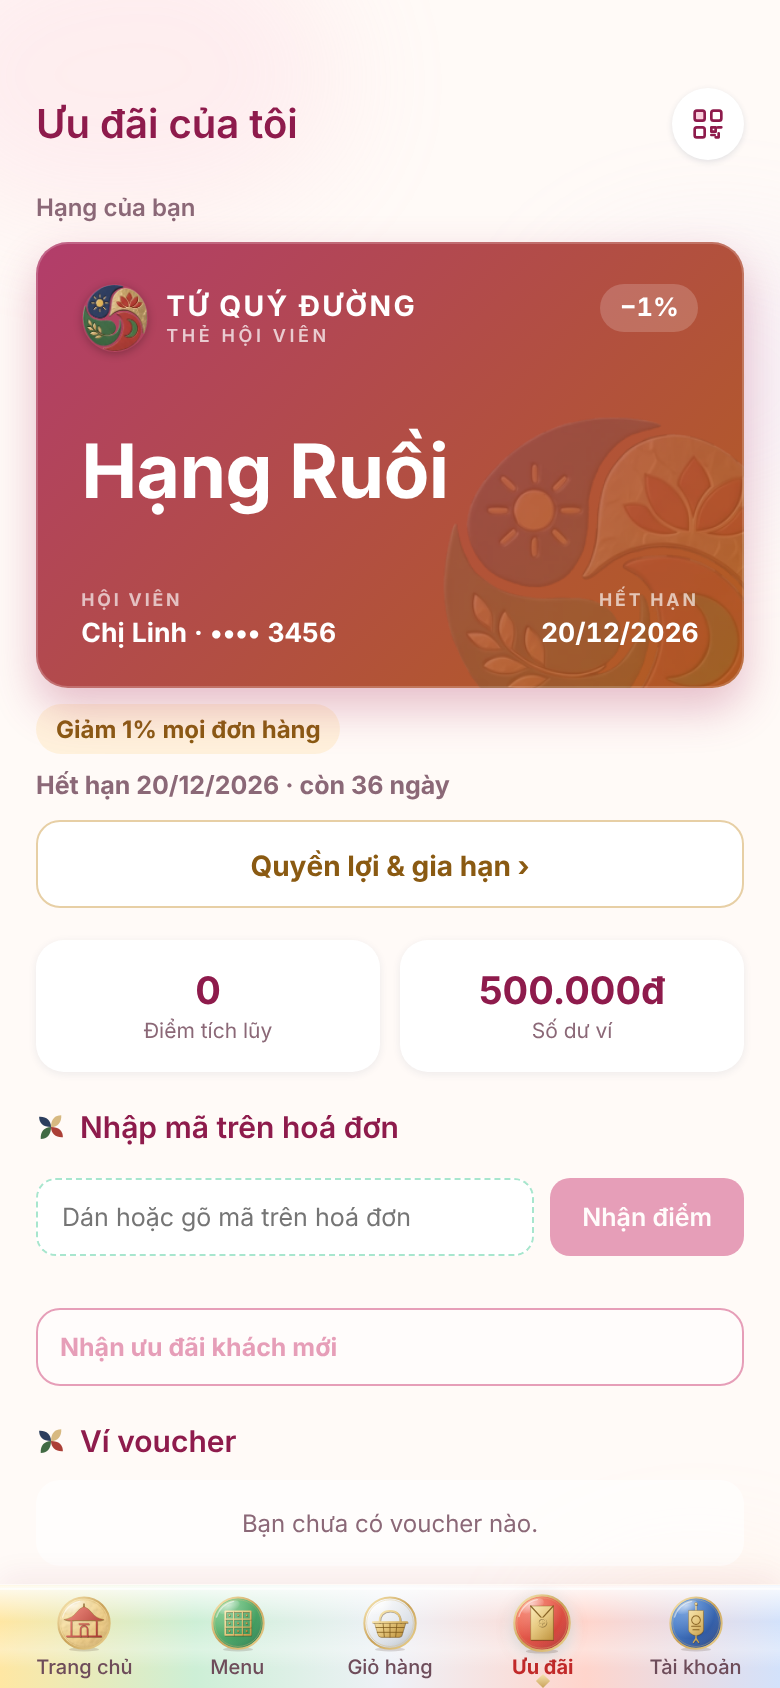 Ưu đãi của tôi
Hạng của bạn
TỨ QUÝ ĐƯỜNG
THẺ HỘI VIÊN
−1%
Hạng Ruồi
HỘI VIÊN
HẾT HẠN
Chị Linh · •••• 3456
20/12/2026
Giảm 1% mọi đơn hàng
Hết hạn 20/12/2026 · còn 36 ngày
Quyền lợi & gia hạn ›
0
Điểm tích lũy
500.000đ
Số dư ví
Nhập mã trên hoá đơn
Dán hoặc gõ mã trên hoá đơn
Nhận điểm
Nhận ưu đãi khách mới
Ví voucher
Bạn chưa có voucher nào.
Trang chủ
Menu
Giỏ hàng
Ưu đãi
Tài khoản